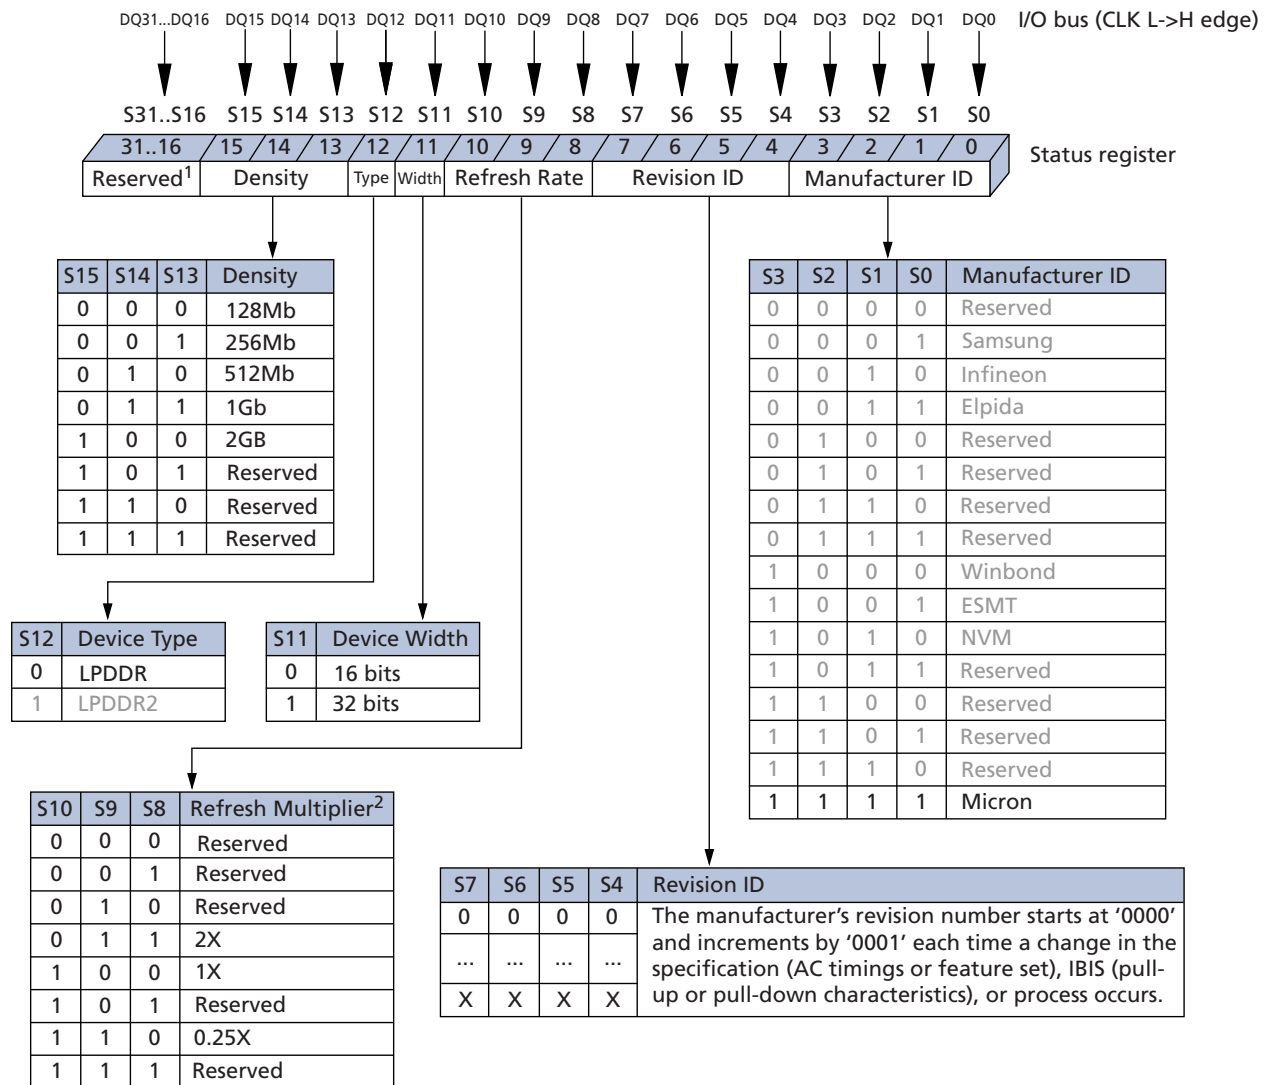 DQ31...DQ16 DQ15 DQ14 DQ13 DQ12 DQ11 DQ10 DQ9 DQ8 DQ7 DQ6 DQ5 DQ4 DQ3 DQ2 DQ1 DQ0 I/O bus (CLK L->H edge)
S31..S16 S15 S14 S13 S12 S11 S10 S9 S8 S7 S6 S5 S4 S3 S2 S1 S0
31..16 15 14 13 12 11 10 9 8 7 6 5 4 3 2 1 0 Status register
Reserved1 Density Type Width Refresh Rate Revision ID Manufacturer ID
S15 S14 S13 Density
0 0 0 128Mb
0 0 1 256Mb
0 1 0 512Mb
0 1 1 1Gb
1 0 0 2GB
1 0 1 Reserved
1 1 0 Reserved
1 1 1 Reserved
S3 S2 S1 S0 Manufacturer ID
0 0 0 0 Reserved
0 0 0 1 Samsung
0 0 1 0 Infineon
0 0 1 1 Elpida
0 1 0 0 Reserved
0 1 0 1 Reserved
0 1 1 0 Reserved
0 1 1 1 Reserved
1 0 0 0 Winbond
1 0 0 1 ESMT
1 0 1 0 NVM
1 0 1 1 Reserved
1 1 0 0 Reserved
1 1 0 1 Reserved
1 1 1 0 Reserved
1 1 1 1 Micron
S12 Device Type
0 LPDDR
1 LPDDR2
S11 Device Width
0 16 bits
1 32 bits
S10 S9 S8 Refresh Multiplier2
0 0 0 Reserved
0 0 1 Reserved
0 1 0 Reserved
0 1 1 2X
1 0 0 1X
1 0 1 Reserved
1 1 0 0.25X
1 1 1 Reserved
S7 S6 S5 S4 Revision ID
0 0 0 0 The manufacturer's revision number starts at '0000'
and increments by '0001' each time a change in the
... ... ... ... specification (AC timings or feature set), IBIS (pull-
X X X X up or pull-down characteristics), or process occurs.